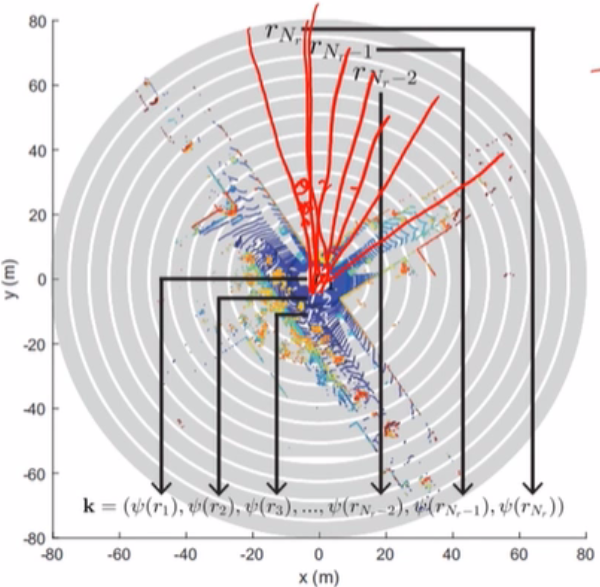 80
r_{N_r}
r_{N_r-1}
60
r_{N_r-2}
40
20
y (m)
0
-20
-40
-60
k = (ψ(r_1), ψ(r_2), ψ(r_3), ..., ψ(r_{N_r-2}), ψ(r_{N_r-1}), ψ(r_{N_r}))
-80
-80 -60 -40 -20 0 20 40 60 80
x (m)